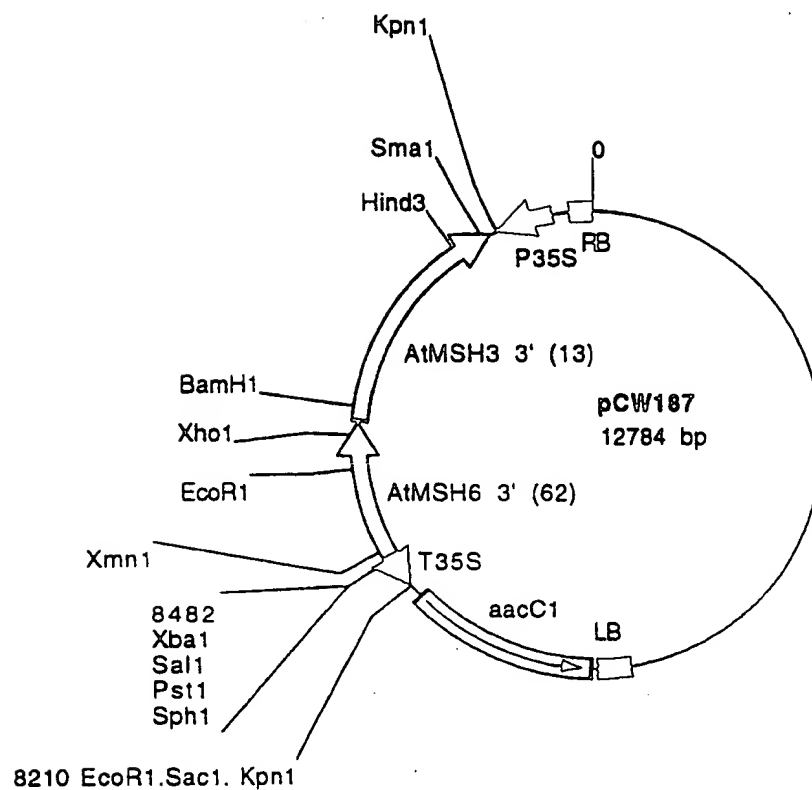 Kpn1
Sma1
0
Hind3
P35S
RB
AtMSH3 3' (13)
BamH1
pCW187
Xho1
12784 bp
EcoR1
AtMSH6 3' (62)
Xmn1
T35S
aacC1
8482
LB
Xba1
Sal1
Pst1
Sph1
8210 EcoR1.Sac1. Kpn1